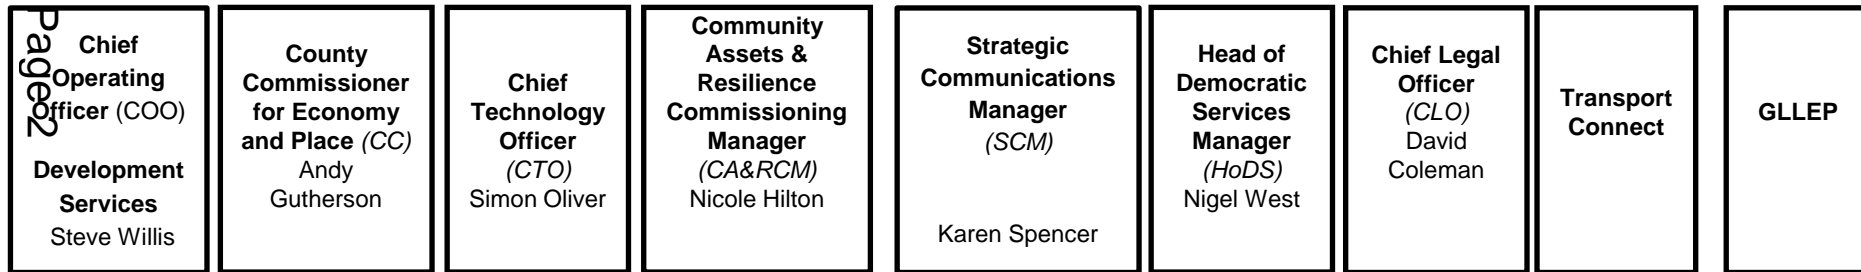 Page 2
Chief
Operating
Officer (COO)
Development
Services
Steve Willis
County
Commissioner
for Economy
and Place (CC)
Andy
Gutherson
Chief
Technology
Officer
(CTO)
Simon Oliver
Community
Assets &
Resilience
Commissioning
Manager
(CA&RCM)
Nicole Hilton
Strategic
Communications
Manager
(SCM)
Karen Spencer
Head of
Democratic
Services
Manager
(HoDS)
Nigel West
Chief Legal
Officer
(CLO)
David
Coleman
Transport
Connect
GLLEP